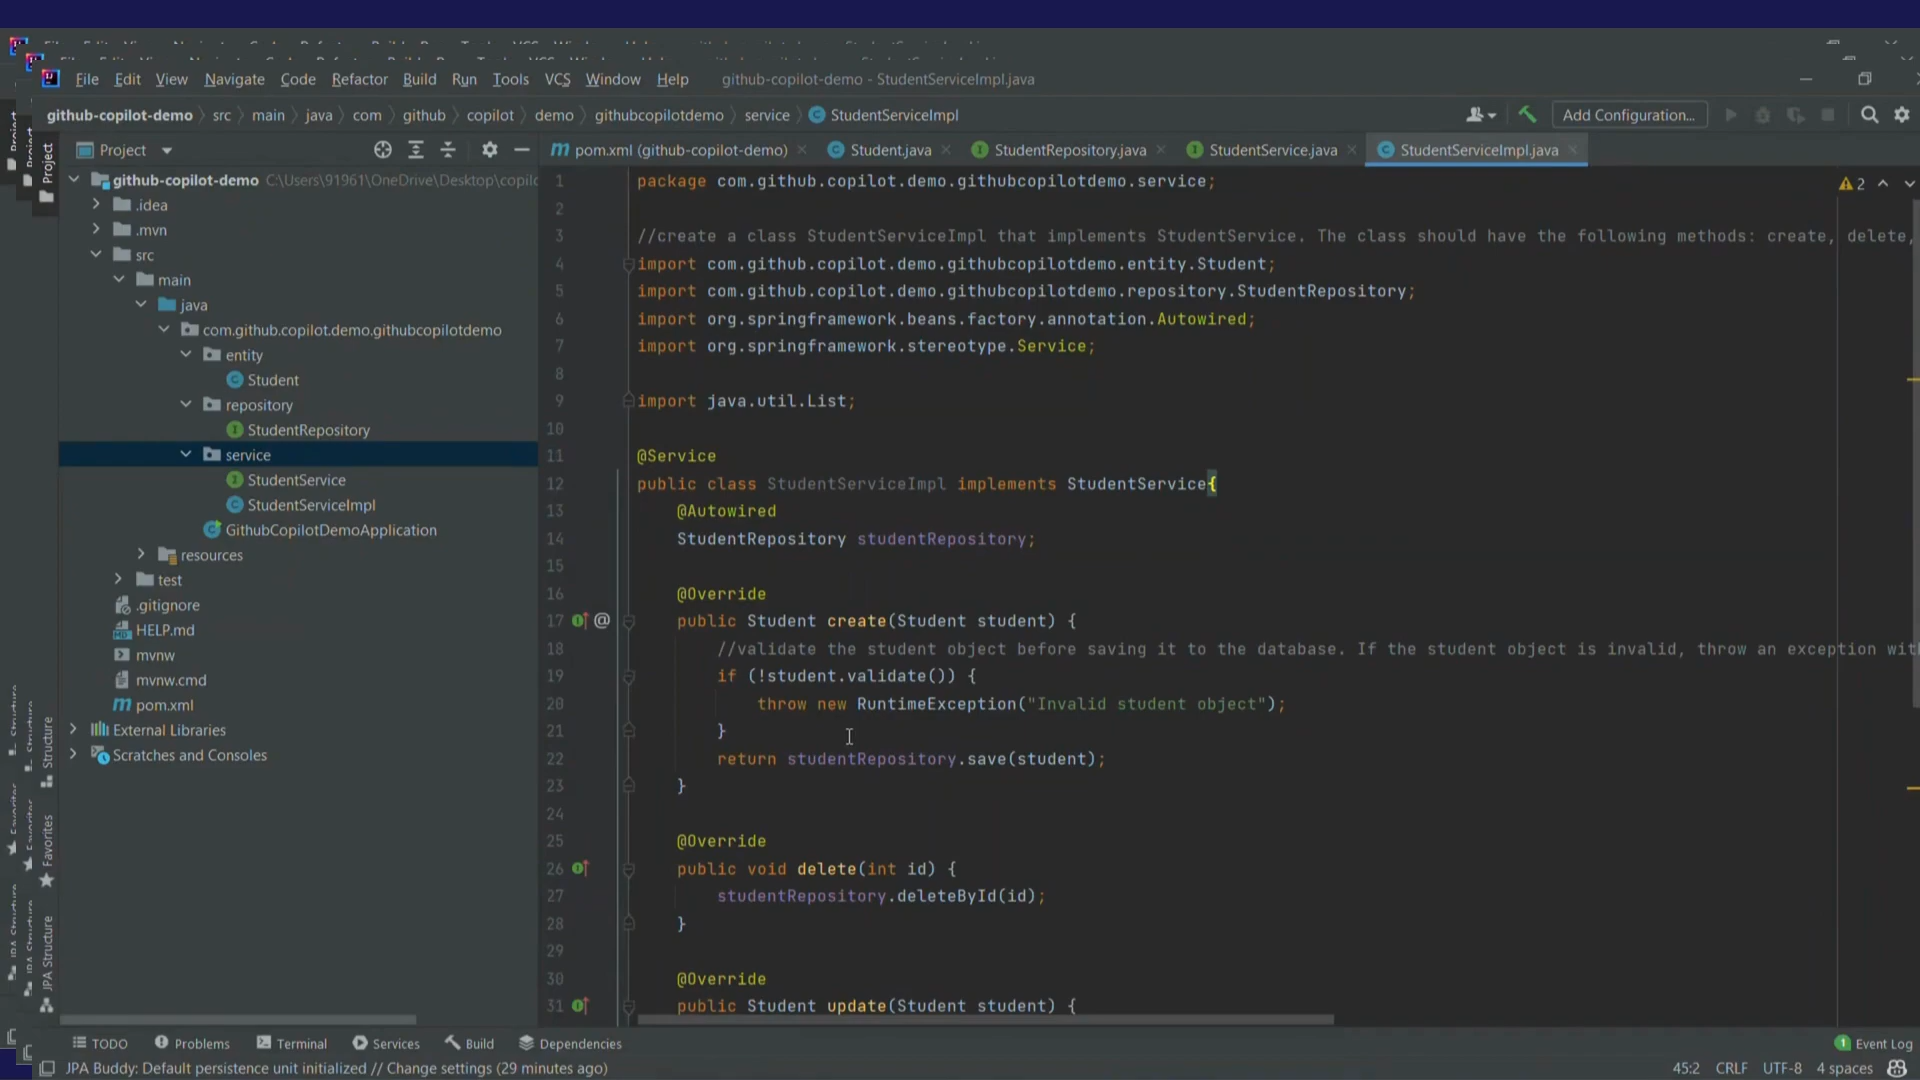 File Edit View Navigate Code Refactor Build Run Tools VCS Window Help github-copilot-demo - StudentServiceImpl.java
github-copilot-demo src main java com github copilot demo githubcopilotdemo service StudentServiceImpl Add Configuration...
Project
pom.xml (github-copilot-demo) Student.java StudentRepository.java StudentService.java StudentServiceImpl.java
github-copilot-demo C:\Users\91961\OneDrive\Desktop\copilc
.idea
.mvn
src
main
java
com.github.copilot.demo.githubcopilotdemo
entity
Student
repository
StudentRepository
service
StudentService
StudentServiceImpl
GithubCopilotDemoApplication
resources
test
.gitignore
HELP.md
mvnw
mvnw.cmd
pom.xml
External Libraries
Scratches and Consoles
Project
Structure
Favorites
JPA Structure
2
1 package com.github.copilot.demo.githubcopilotdemo.service;
2
3 //create a class StudentServiceImpl that implements StudentService. The class should have the following methods: create, delete,
4 import com.github.copilot.demo.githubcopilotdemo.entity.Student;
5 import com.github.copilot.demo.githubcopilotdemo.repository.StudentRepository;
6 import org.springframework.beans.factory.annotation.Autowired;
7 import org.springframework.stereotype.Service;
8
9 import java.util.List;
10
11 @Service
12 public class StudentServiceImpl implements StudentService{
13 @Autowired
14 StudentRepository studentRepository;
15
16 @Override
17 @ public Student create(Student student) {
18 //validate the student object before saving it to the database. If the student object is invalid, throw an exception wit
19 if (!student.validate()) {
20 throw new RuntimeException("Invalid student object");
21 }
22 return studentRepository.save(student);
23 }
24
25 @Override
26 public void delete(int id) {
27 studentRepository.deleteById(id);
28 }
29
30 @Override
31 public Student update(Student student) {
TODO Problems Terminal Services Build Dependencies 1 Event Log
JPA Buddy: Default persistence unit initialized // Change settings (29 minutes ago) 45:2 CRLF UTF-8 4 spaces